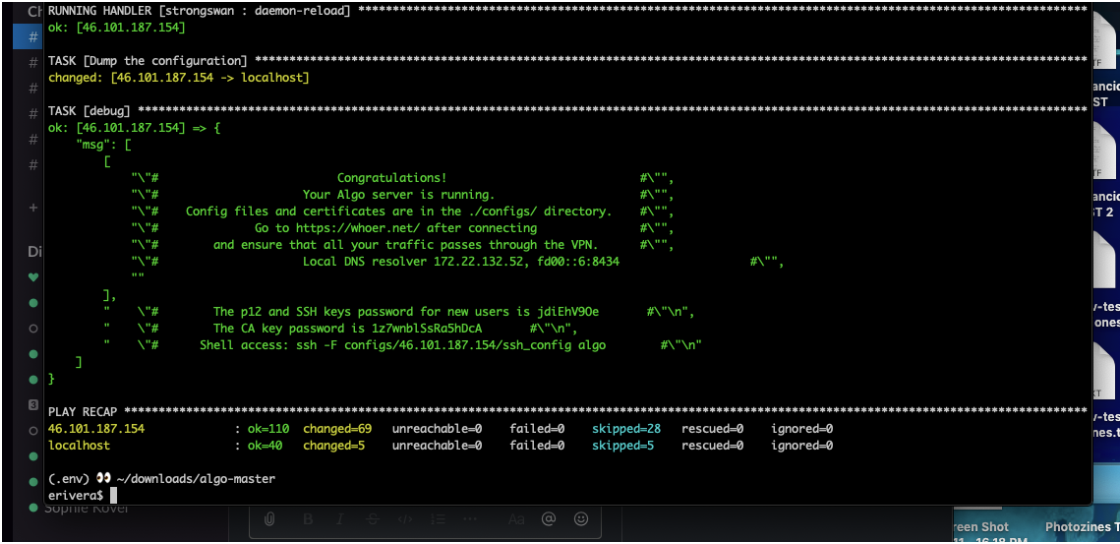 RUNNING HANDLER [strongswan : daemon-reload] ******************************
ok: [46.101.187.154]
TASK [Dump the configuration] ******************************
changed: [46.101.187.154 -> localhost]
TASK [debug] ******************************
ok: [46.101.187.154] => {
"msg": [
[
"\"# Congratulations! #\"",
"\"# Your Algo server is running. #\"",
"\"# Config files and certificates are in the ./configs/ directory. #\"",
"\"# Go to https://whoer.net/ after connecting #\"",
"\"# and ensure that all your traffic passes through the VPN. #\"",
"\"# Local DNS resolver 172.22.132.52, fd00::6:8434 #\"",
""
],
" \"# The p12 and SSH keys password for new users is jdiEhV9Oe #\"\n",
" \"# The CA key password is 1z7wnblSsRa5hDcA #\"\n",
" \"# Shell access: ssh -F configs/46.101.187.154/ssh_config algo #\"\n"
]
}
PLAY RECAP ******************************
46.101.187.154 : ok=110 changed=69 unreachable=0 failed=0 skipped=28 rescued=0 ignored=0
localhost : ok=40 changed=5 unreachable=0 failed=0 skipped=5 rescued=0 ignored=0
(.env) 👀 ~/downloads/algo-master
erivera$
Photozines T